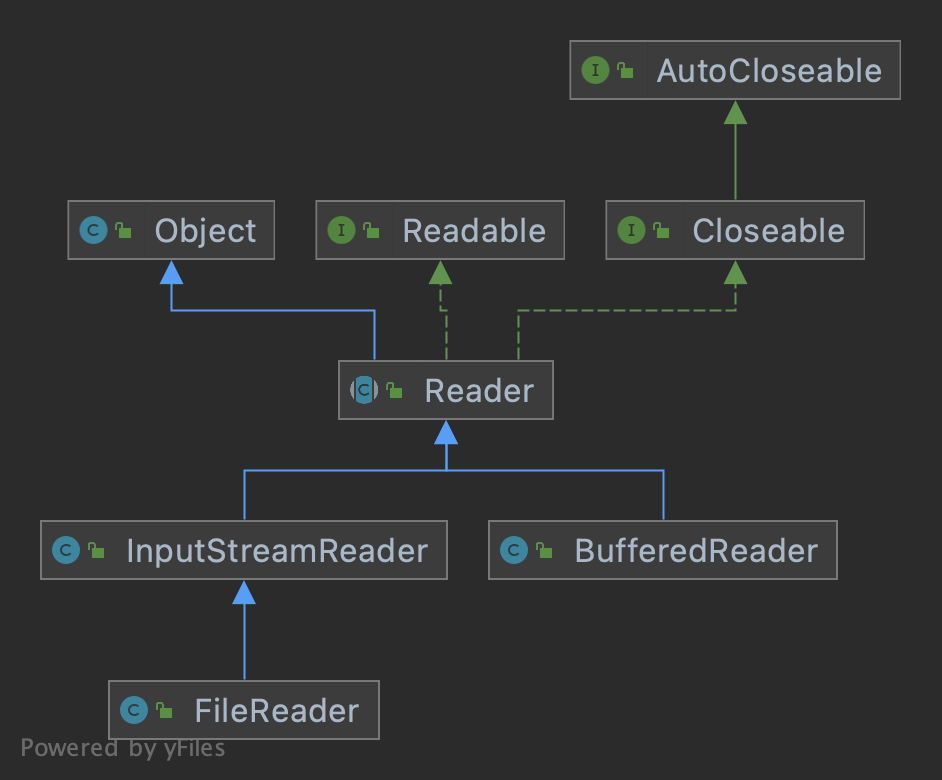 I AutoCloseable
C Object
I Readable
I Closeable
C Reader
C InputStreamReader
C BufferedReader
C FileReader
Powered by yFiles